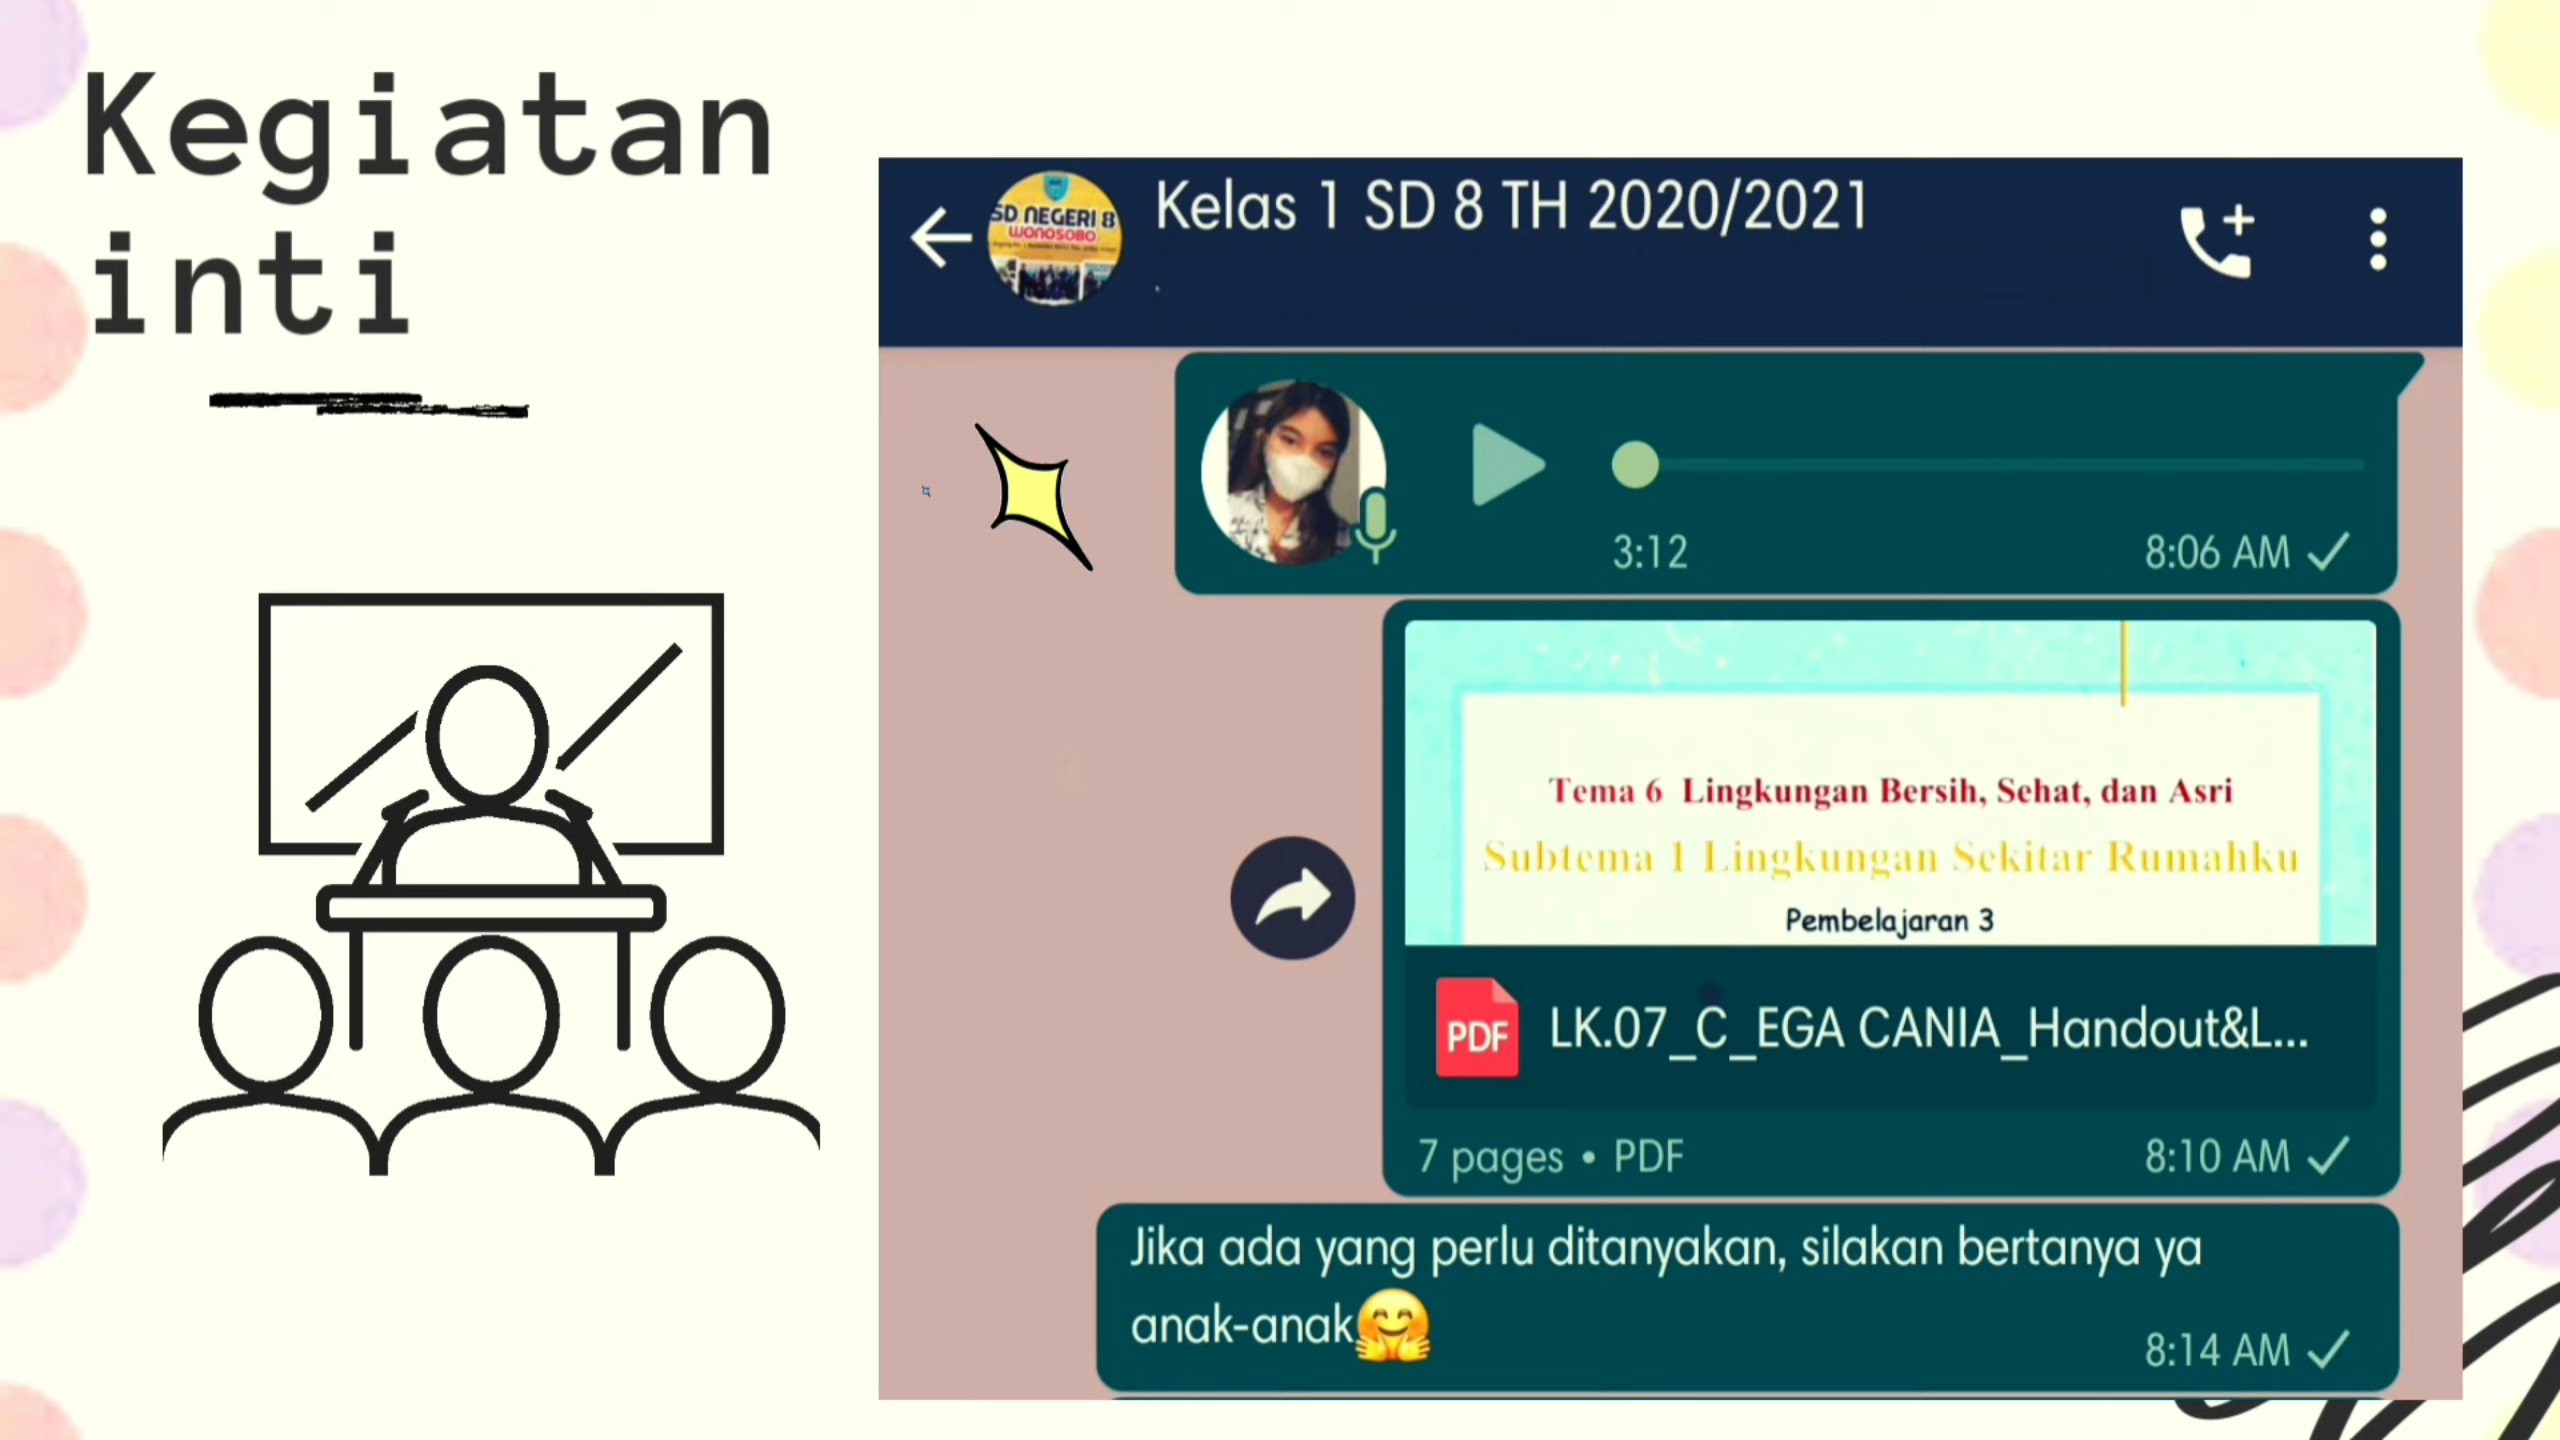 Kegiatan
inti
SD NEGERI 8
WONOSOBO
Kelas 1 SD 8 TH 2020/2021
3:12
8:06 AM
Tema 6 Lingkungan Bersih, Sehat, dan Asri
Subtema 1 Lingkungan Sekitar Rumahku
Pembelajaran 3
PDF
LK.07_C_EGA CANIA_Handout&L...
7 pages • PDF
8:10 AM
Jika ada yang perlu ditanyakan, silakan bertanya ya
anak-anak🤗
8:14 AM